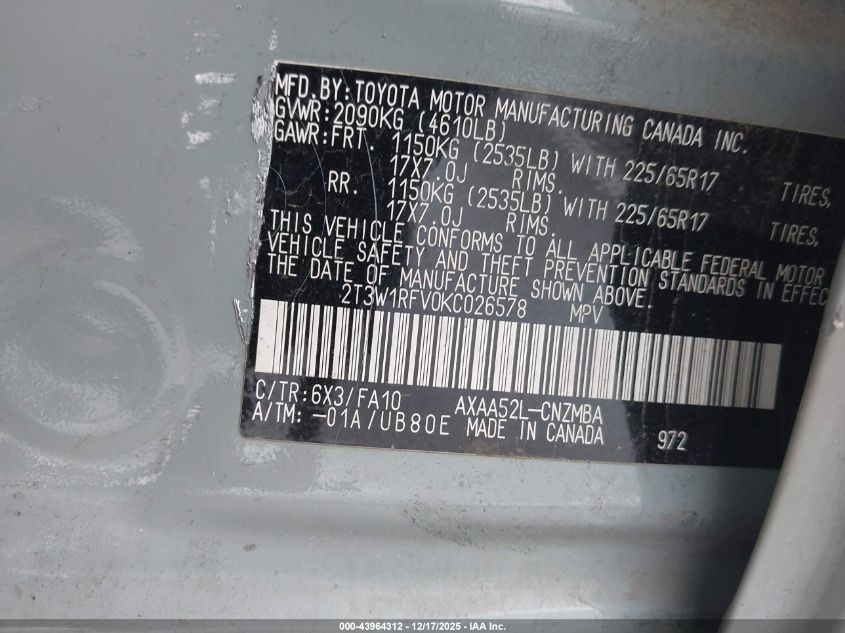 MFD.BY:TOYOTA MOTOR MANUFACTURING CANADA INC.
GVWR:2090KG (4610LB)
GAWR:FRT. 1150KG (2535LB) WITH 225/65R17 TIRES,
17X7.0J RIMS.
RR. 1150KG (2535LB) WITH 225/65R17 TIRES,
17X7.0J RIMS.
THIS VEHICLE CONFORMS TO ALL APPLICABLE FEDERAL MOTOR
VEHICLE SAFETY AND THEFT PREVENTION STANDARDS IN EFF
THE DATE OF MANUFACTURE SHOWN ABOVE.
2T3W1RFV0KC026578 MPV
C/TR:6X3/FA10 AXAA52L-CNZMBA
A/TM: -01A/UB80E MADE IN CANADA 972
000-43964312 - 12/17/2025 - IAA Inc.